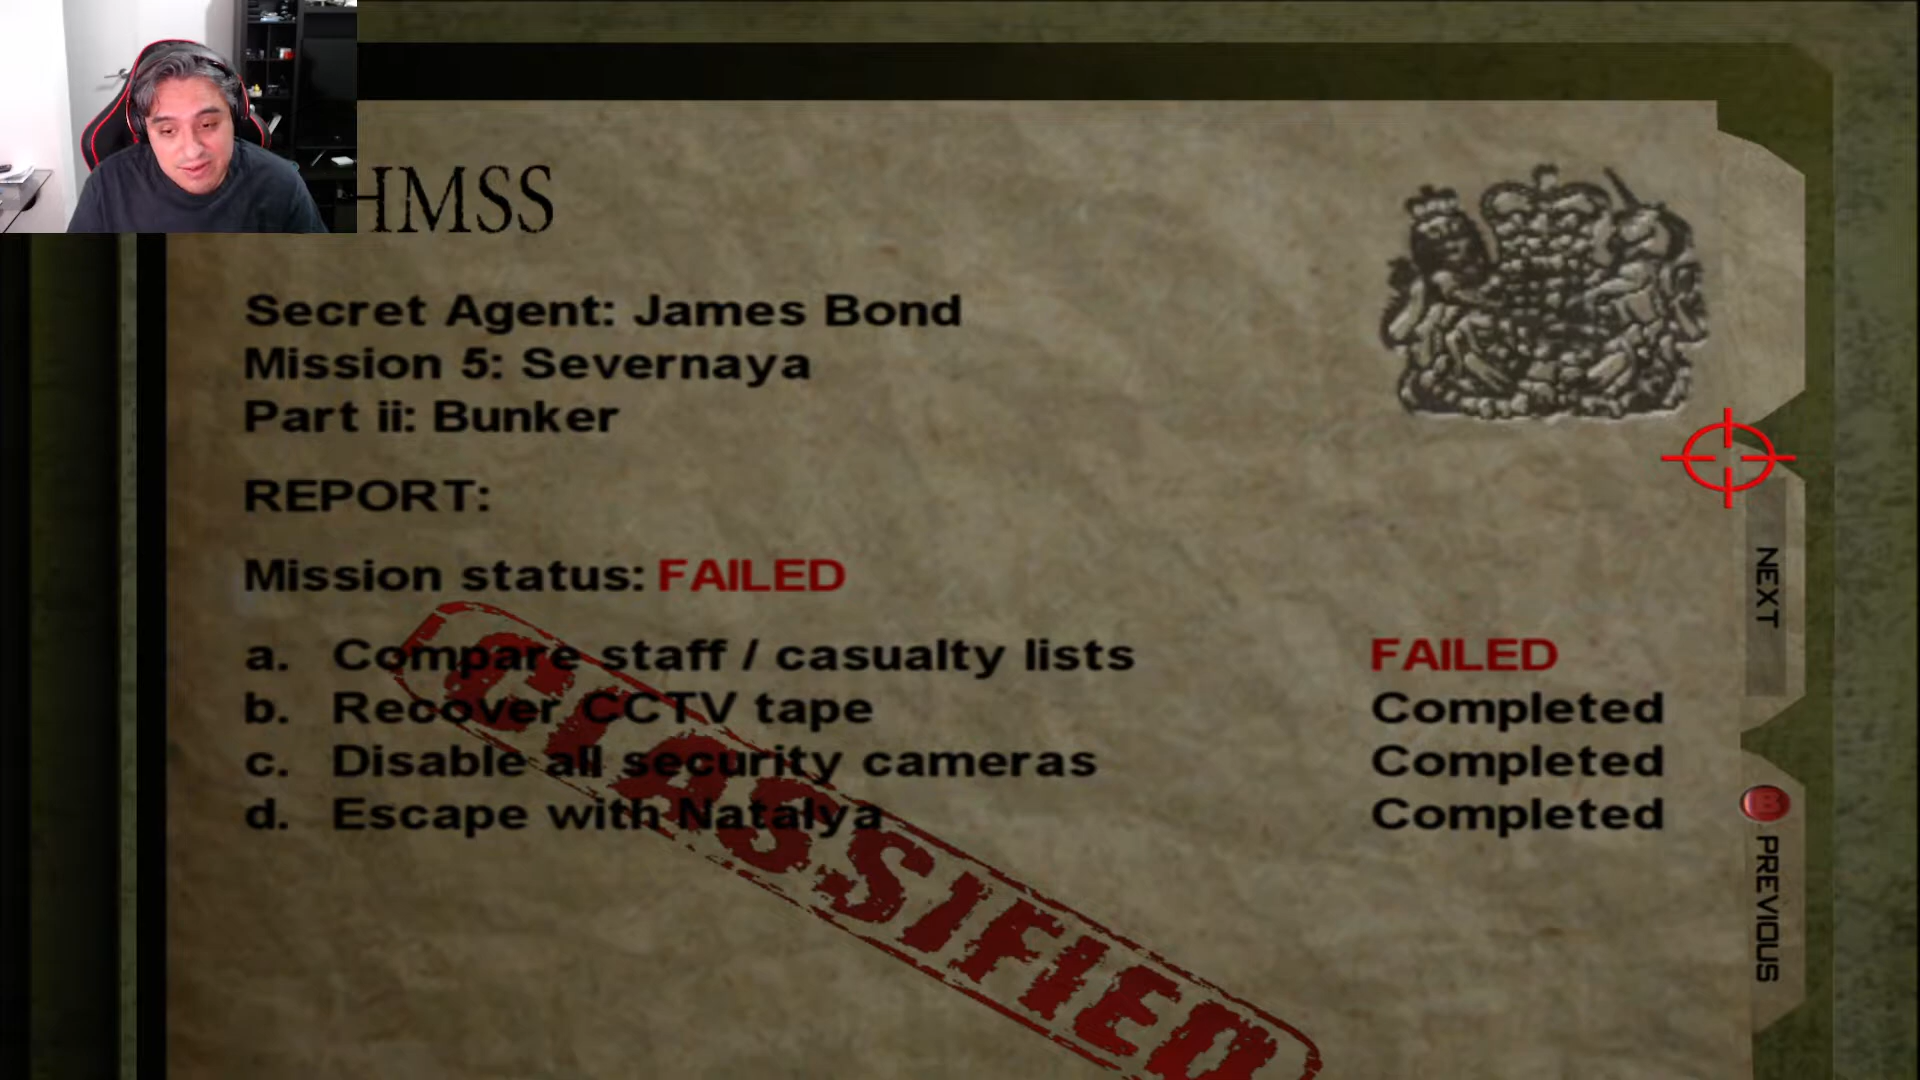 HMSS
Secret Agent: James Bond
Mission 5: Severnaya
Part ii: Bunker
REPORT:
Mission status: FAILED
a. Compare staff / casualty lists FAILED
b. Recover CCTV tape Completed
c. Disable all security cameras Completed
d. Escape with Natalya Completed
CLASSIFIED
NEXT
B
PREVIOUS